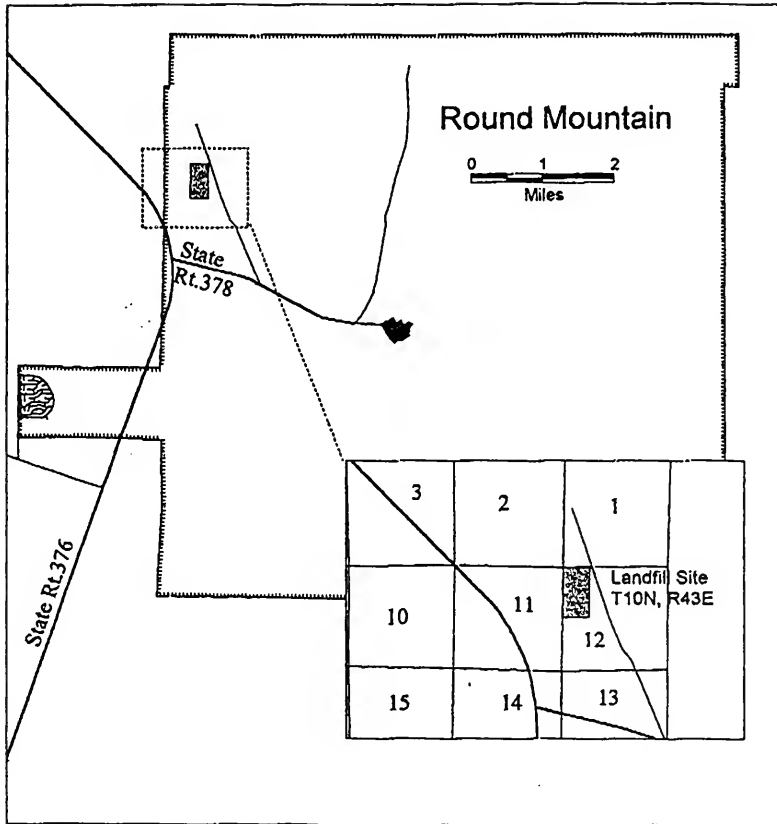 Round Mountain
0 1 2
Miles
State
Rt.378
State Rt.376
3 2 1
Landfill Site
T10N, R43E
10 11 12
15 14 13